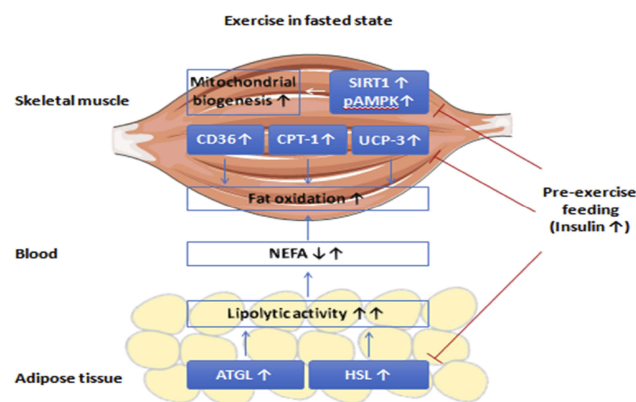 Exercise in fasted state
Skeletal muscle
Mitochondrial
biogenesis ↑
SIRT1 ↑
pAMPK↑
CD36↑
CPT-1↑
UCP-3↑
Fat oxidation ↑
Pre-exercise
feeding
(Insulin ↑)
Blood
NEFA ↓ ↑
Lipolytic activity ↑ ↑
Adipose tissue
ATGL ↑
HSL ↑